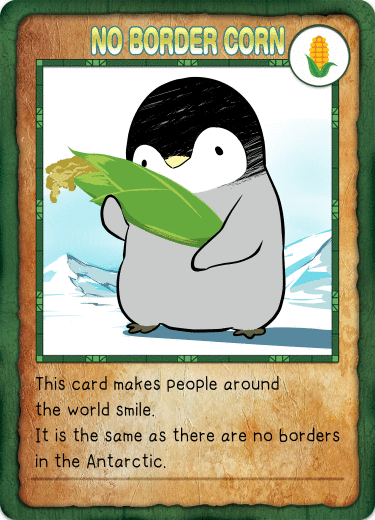 NO BORDER CORN
This card makes people around
the world smile.
It is the same as there are no borders
in the Antarctic.